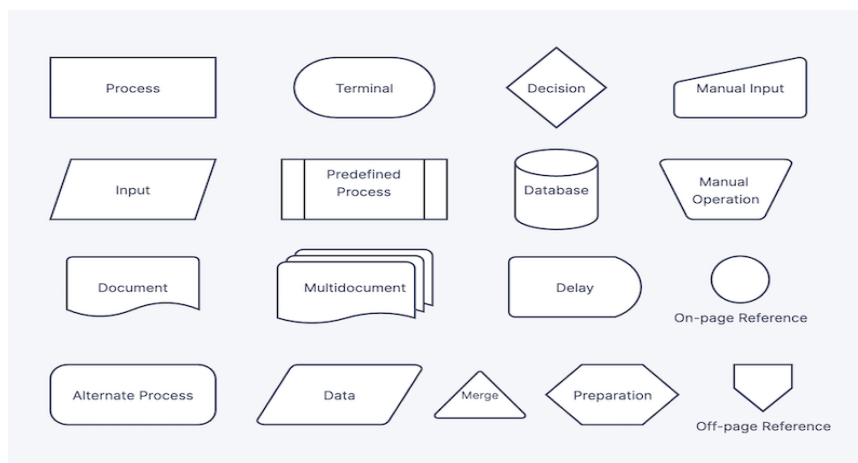 Process
Terminal
Decision
Manual Input
Input
Predefined
Process
Database
Manual
Operation
Document
Multidocument
Delay
On-page Reference
Alternate Process
Data
Merge
Preparation
Off-page Reference